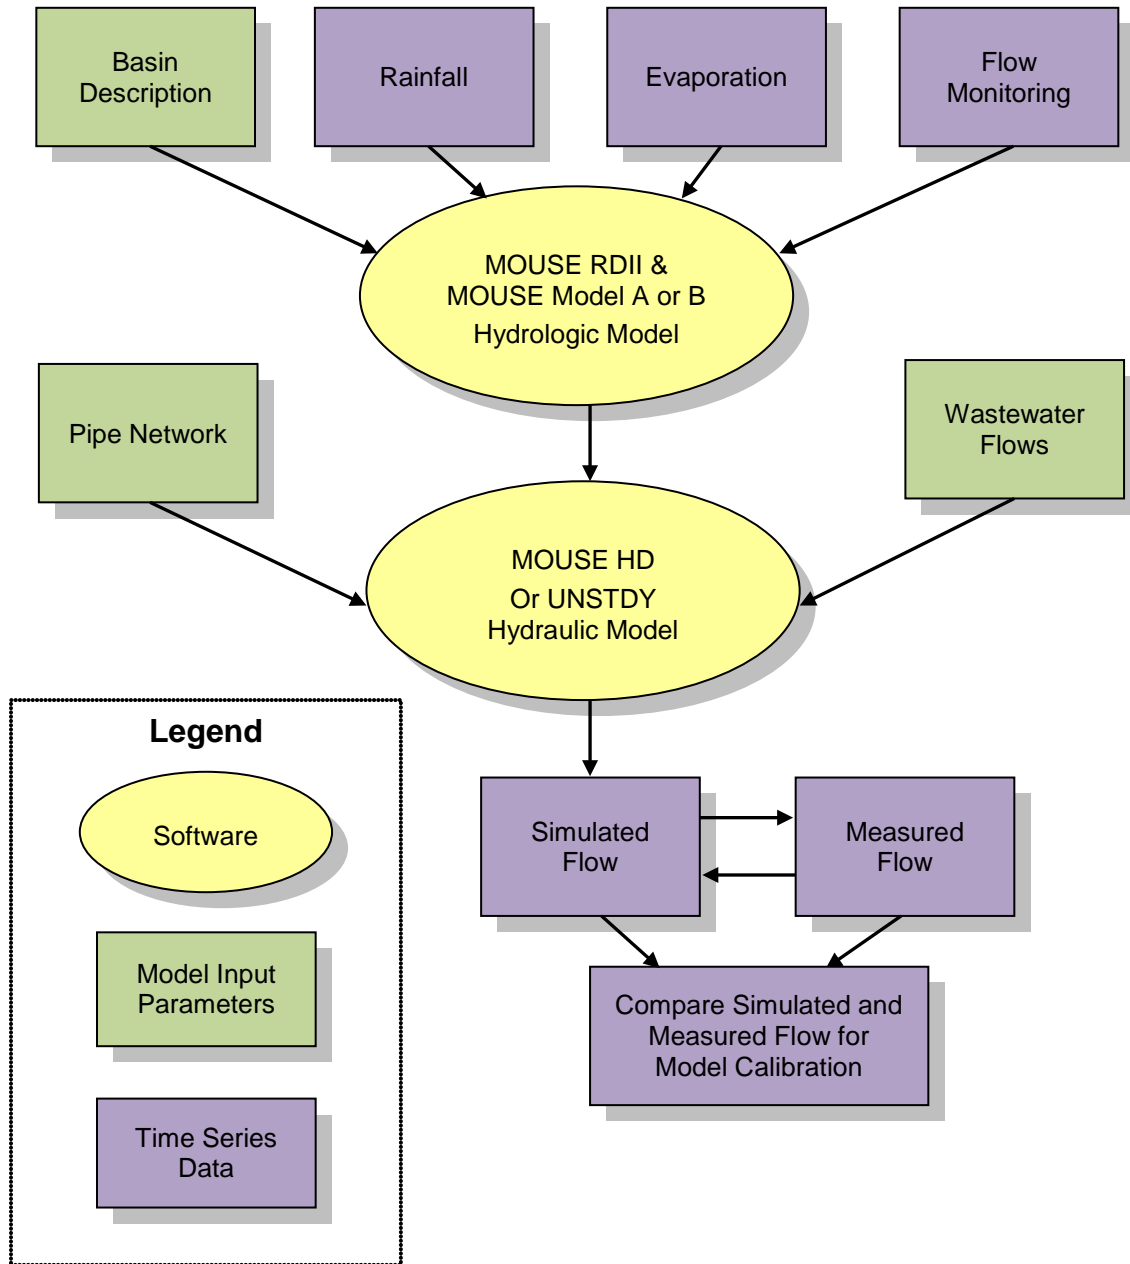 Basin
Description
Rainfall
Evaporation
Flow
Monitoring
MOUSE RDII &
MOUSE Model A or B
Hydrologic Model
Pipe Network
Wastewater
Flows
MOUSE HD
Or UNSTDY
Hydraulic Model
Legend
Software
Model Input
Parameters
Time Series
Data
Simulated
Flow
Measured
Flow
Compare Simulated and
Measured Flow for
Model Calibration